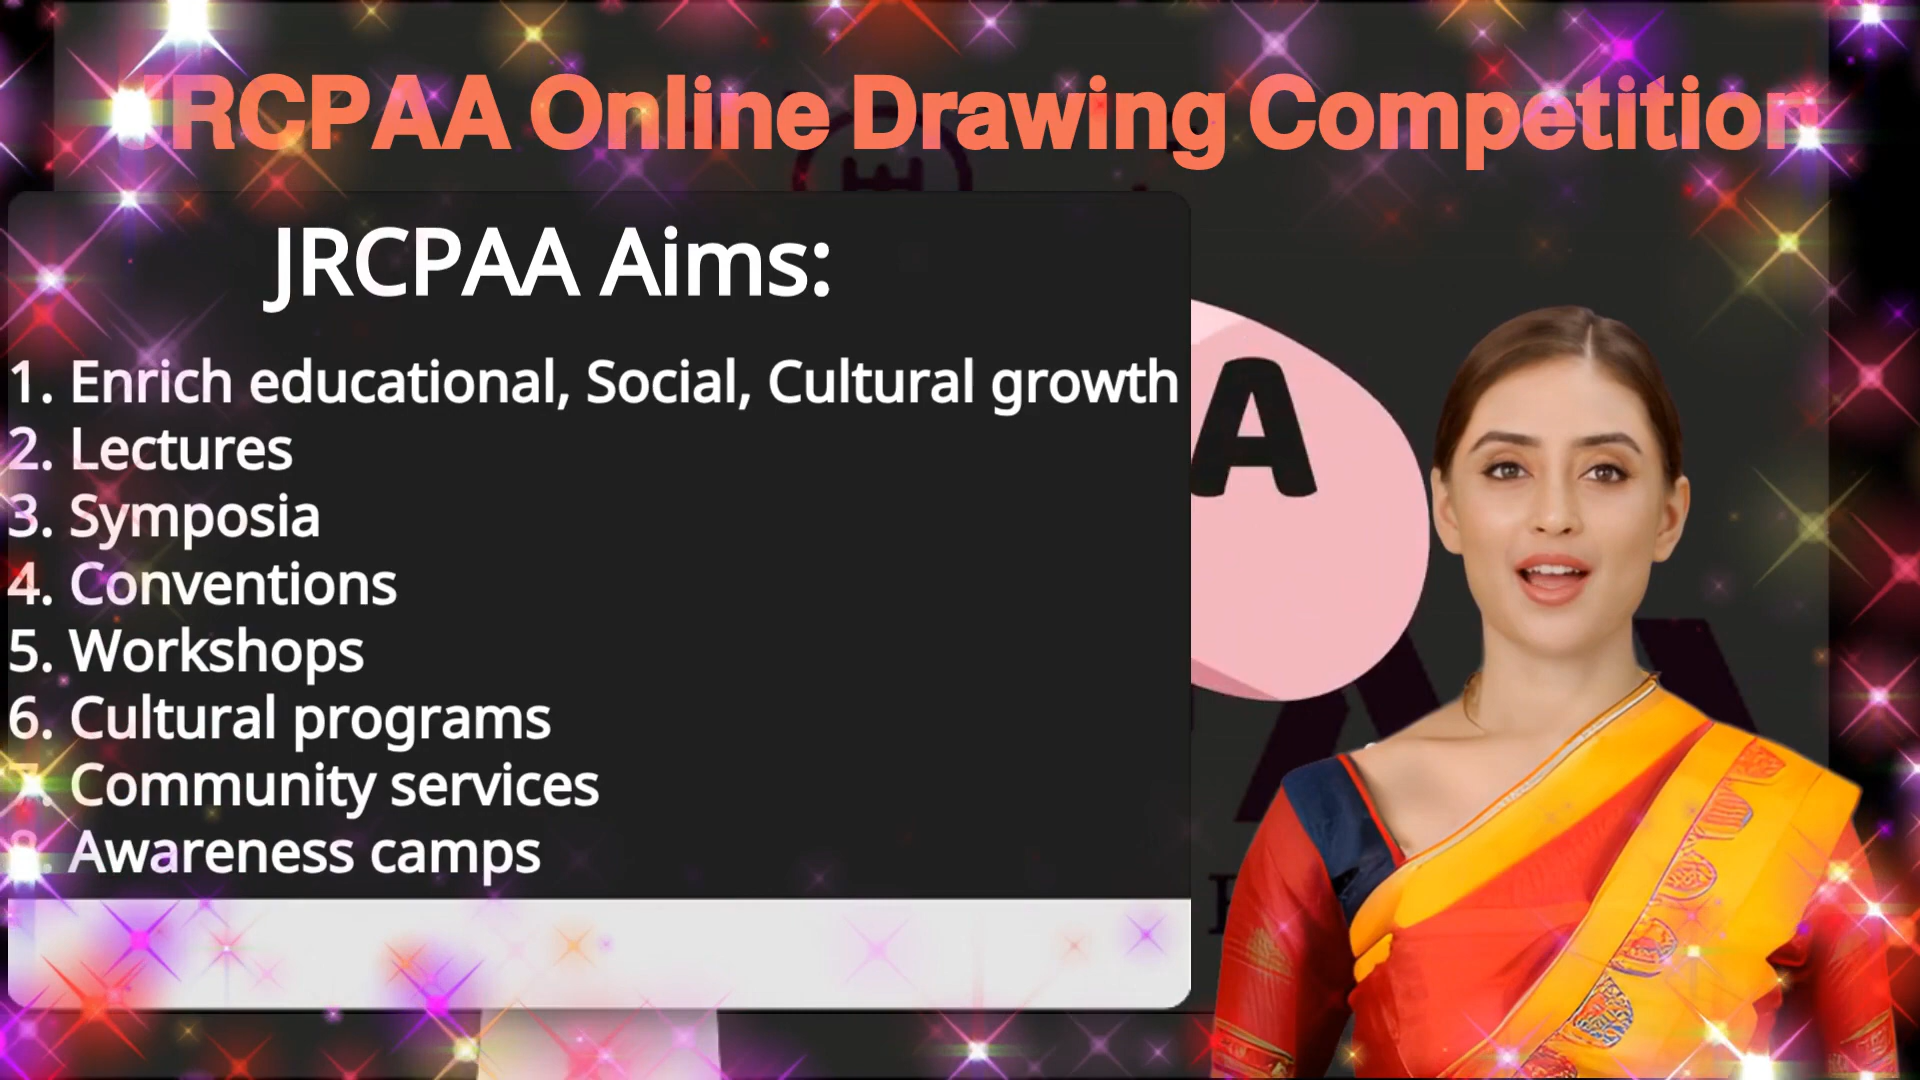 JRCPAA Online Drawing Competition
JRCPAA Aims:
1. Enrich educational, Social, Cultural growth
2. Lectures
3. Symposia
4. Conventions
5. Workshops
6. Cultural programs
7. Community services
8. Awareness camps
A